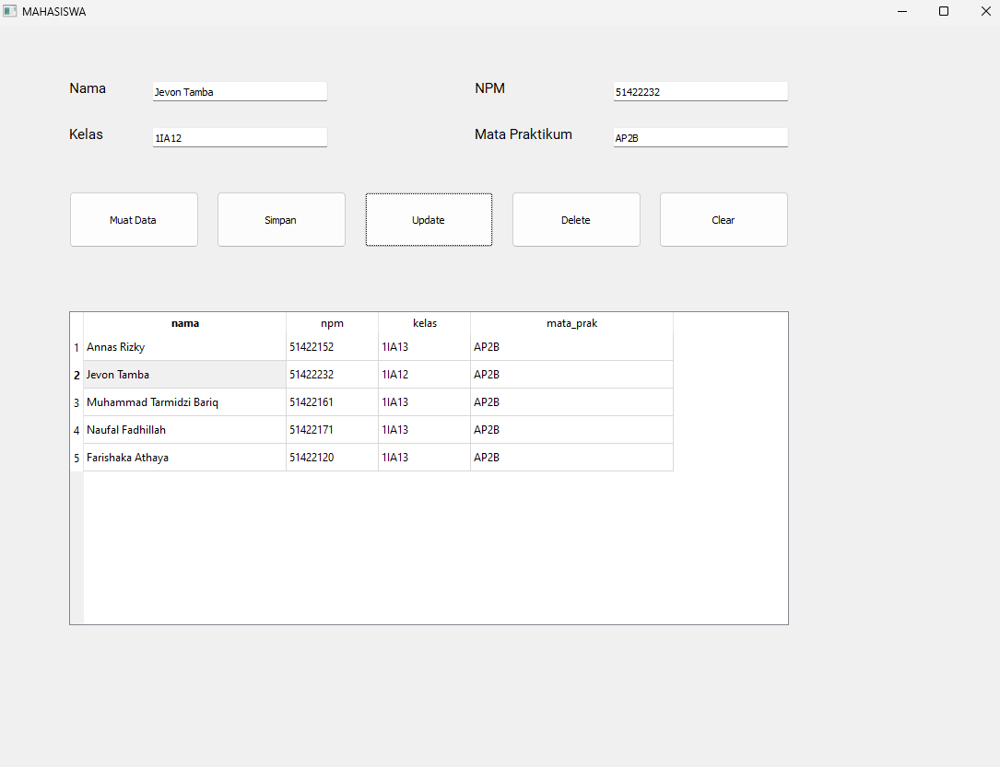 MAHASISWA
Nama Jevon Tamba NPM 51422232
Kelas 1IA12 Mata Praktikum AP2B
Muat Data Simpan Update Delete Clear
nama npm kelas mata_prak
1 Annas Rizky 51422152 1IA13 AP2B
2 Jevon Tamba 51422232 1IA12 AP2B
3 Muhammad Tarmidzi Bariq 51422161 1IA13 AP2B
4 Naufal Fadhillah 51422171 1IA13 AP2B
5 Farishaka Athaya 51422120 1IA13 AP2B